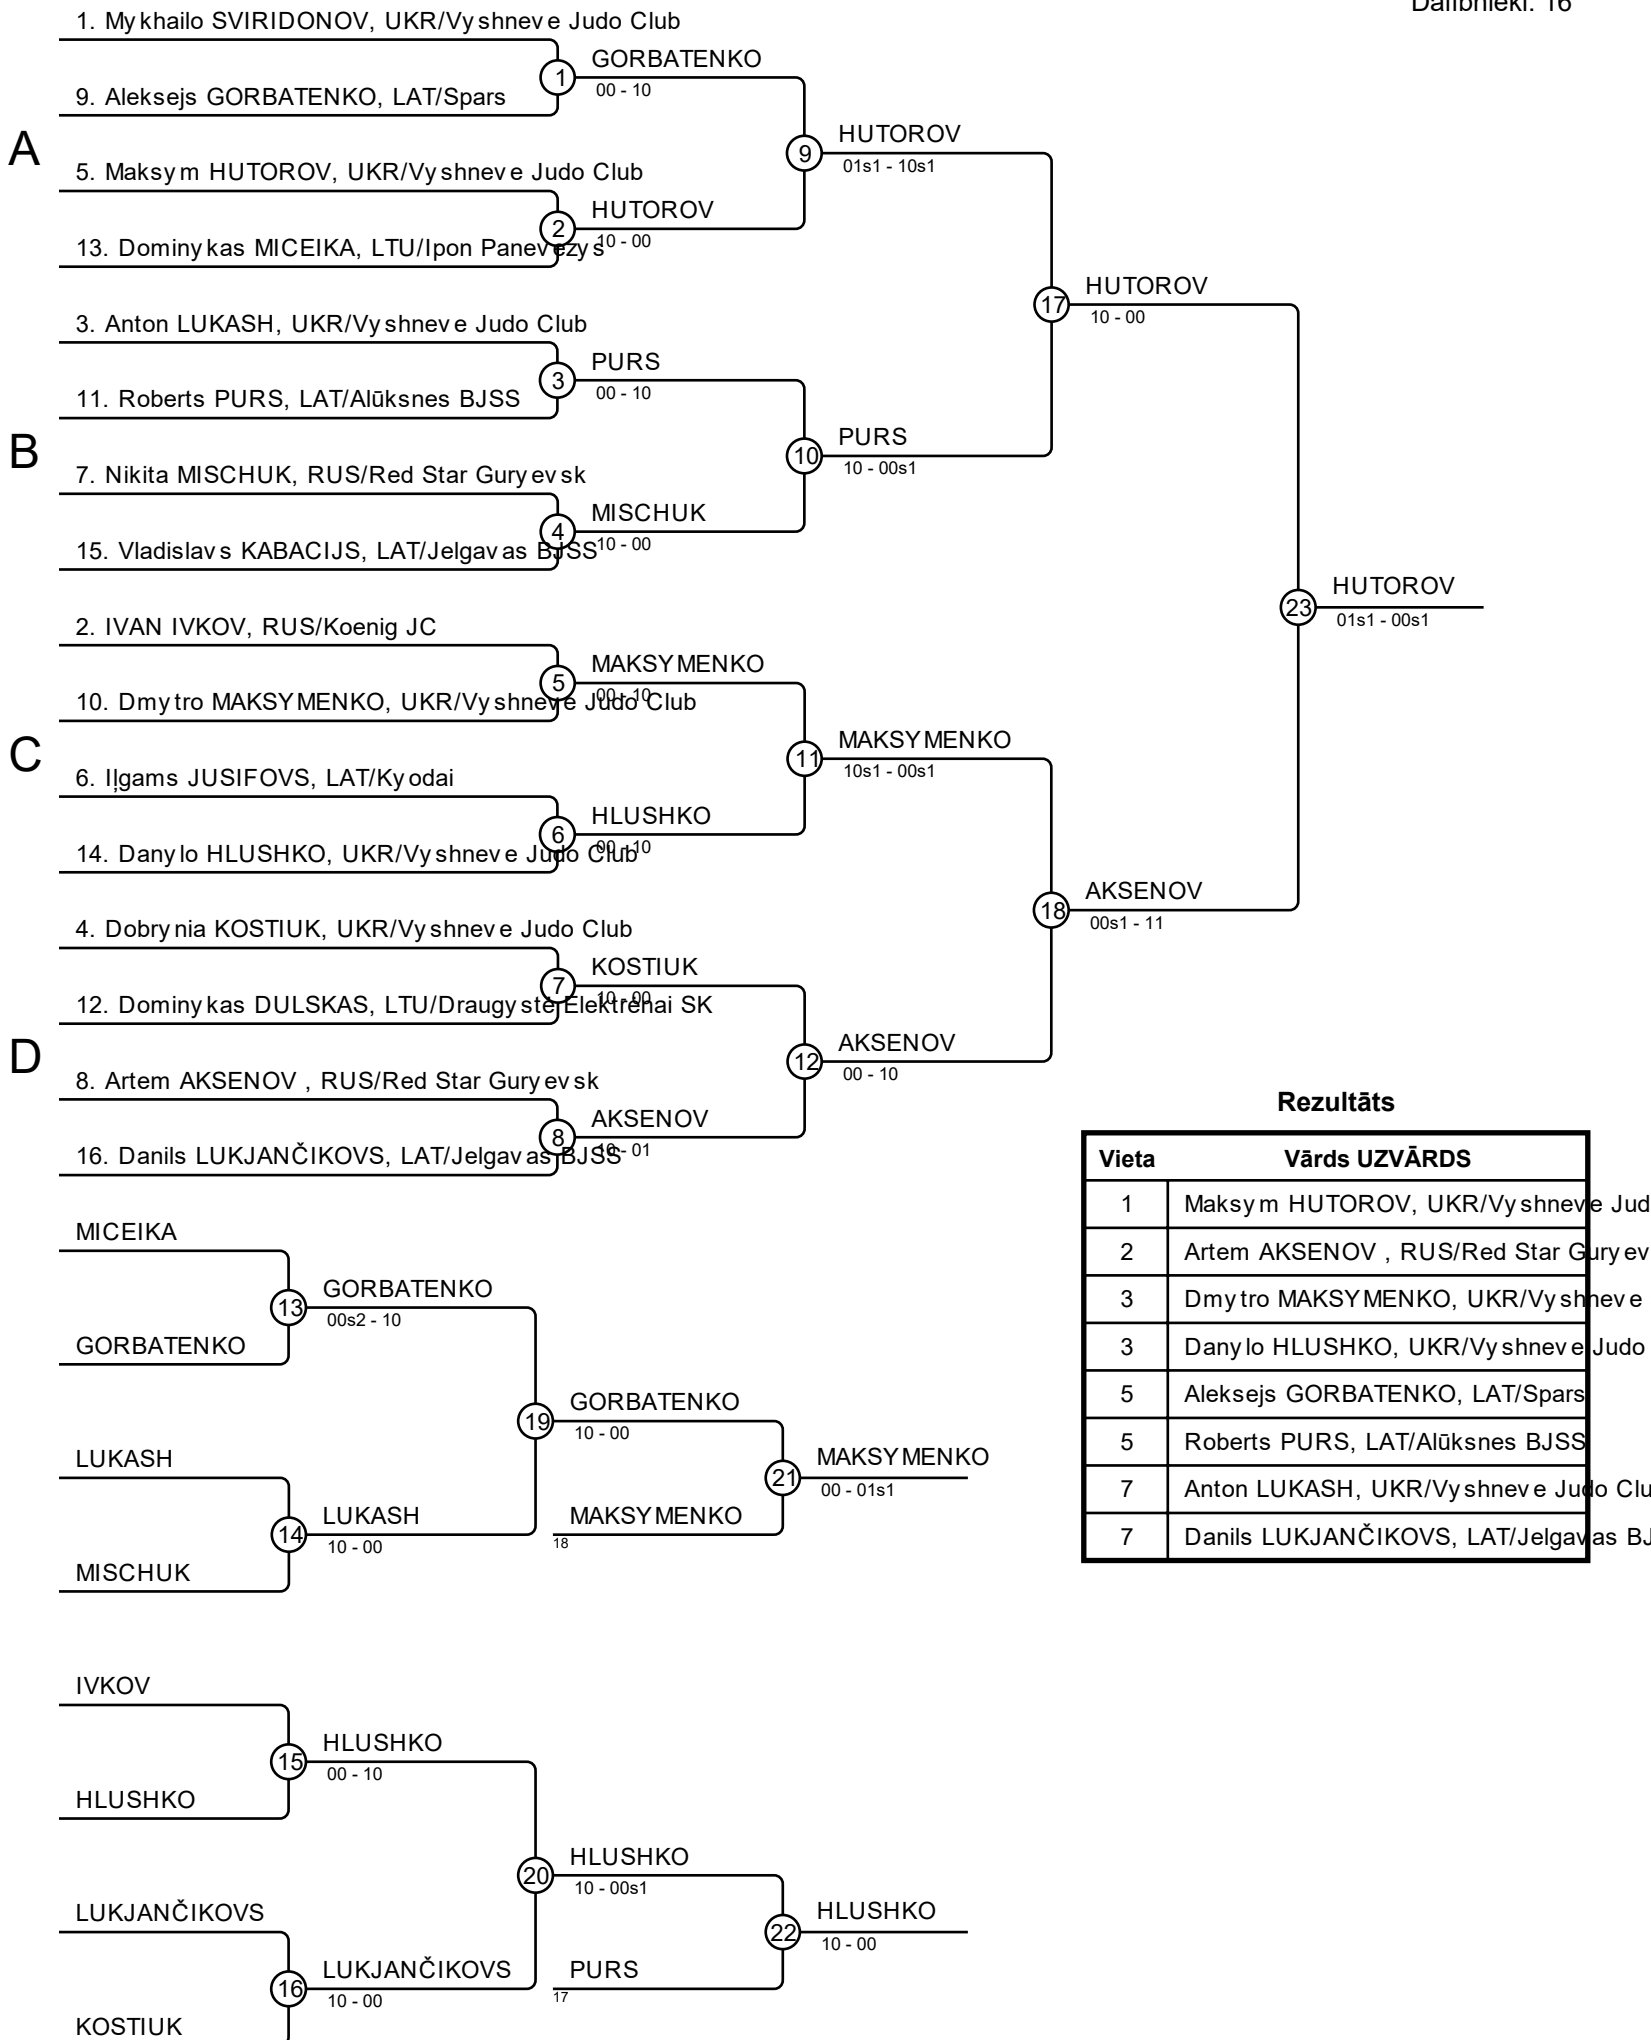 Dalībnieki: 16
1. Mykhailo SVIRIDONOV, UKR/Vyshneve Judo Club
GORBATENKO
1
00 - 10
9. Aleksejs GORBATENKO, LAT/Spars
A
HUTOROV
9
01s1 - 10s1
5. Maksym HUTOROV, UKR/Vyshneve Judo Club
HUTOROV
2
10 - 00
13. Dominykas MICEIKA, LTU/Ipon Panevėžys
HUTOROV
17
10 - 00
3. Anton LUKASH, UKR/Vyshneve Judo Club
PURS
3
00 - 10
11. Roberts PURS, LAT/Alūksnes BJSS
B
PURS
10
10 - 00s1
7. Nikita MISCHUK, RUS/Red Star Guryevsk
MISCHUK
4
10 - 00
15. Vladislavs KABACIJS, LAT/Jelgavas BJSS
HUTOROV
23
01s1 - 00s1
2. IVAN IVKOV, RUS/Koenig JC
MAKSYMENKO
5
00 - 10
10. Dmytro MAKSYMENKO, UKR/Vyshneve Judo Club
C
MAKSYMENKO
11
10s1 - 00s1
6. Iļgams JUSIFOVS, LAT/Kyodai
HLUSHKO
6
00 - 10
14. Danylo HLUSHKO, UKR/Vyshneve Judo Club
AKSENOV
18
00s1 - 11
4. Dobrynia KOSTIUK, UKR/Vyshneve Judo Club
KOSTIUK
7
10 - 00
12. Dominykas DULSKAS, LTU/Draugystė Elektrėnai SK
D
AKSENOV
12
00 - 10
8. Artem AKSENOV , RUS/Red Star Guryevsk
AKSENOV
8
10 - 01
16. Danils LUKJANČIKOVS, LAT/Jelgavas BJSS
Rezultāts
Vieta Vārds UZVĀRDS
1 Maksym HUTOROV, UKR/Vyshneve Jud
2 Artem AKSENOV , RUS/Red Star Guryev
3 Dmytro MAKSYMENKO, UKR/Vyshneve
3 Danylo HLUSHKO, UKR/Vyshneve Judo
5 Aleksejs GORBATENKO, LAT/Spars
5 Roberts PURS, LAT/Alūksnes BJSS
7 Anton LUKASH, UKR/Vyshneve Judo Clu
7 Danils LUKJANČIKOVS, LAT/Jelgavas BJ
MICEIKA
GORBATENKO
13
00s2 - 10
GORBATENKO
GORBATENKO
19
10 - 00
LUKASH
LUKASH
14
10 - 00
MISCHUK
MAKSYMENKO
21
00 - 01s1
MAKSYMENKO
18
IVKOV
HLUSHKO
15
00 - 10
HLUSHKO
HLUSHKO
20
10 - 00s1
LUKJANČIKOVS
LUKJANČIKOVS
16
10 - 00
KOSTIUK
HLUSHKO
22
10 - 00
PURS
17